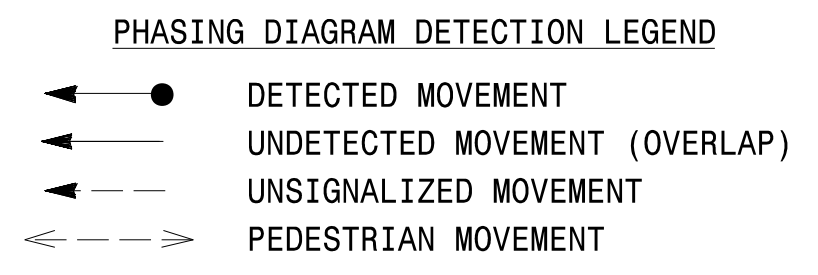 PHASING DIAGRAM DETECTION LEGEND
DETECTED MOVEMENT
UNDETECTED MOVEMENT (OVERLAP)
UNSIGNALIZED MOVEMENT
PEDESTRIAN MOVEMENT